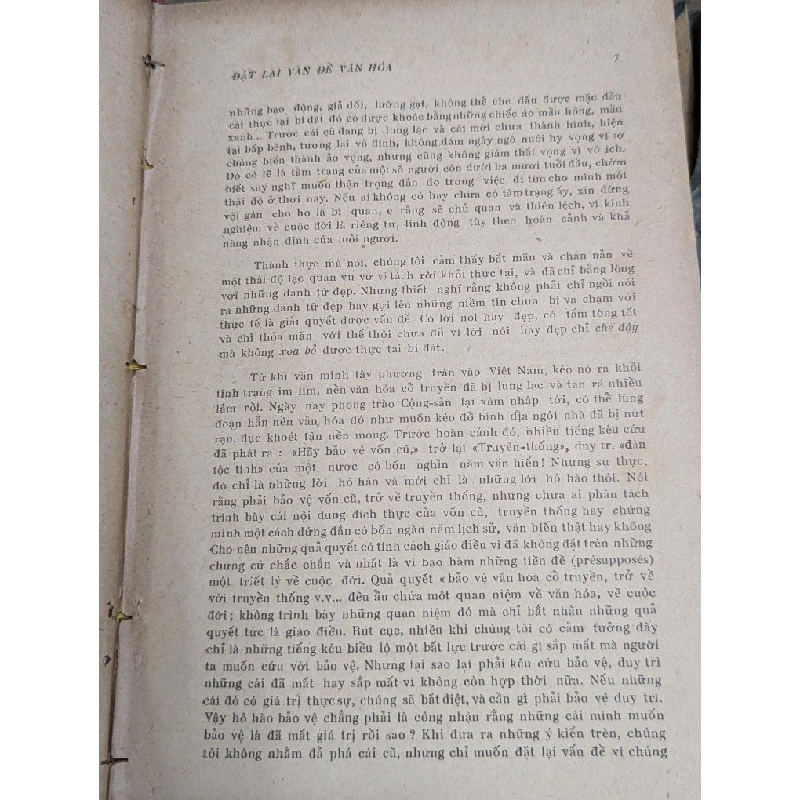 ĐẶT LẠI VẤN ĐỀ VĂN HÓA 7
những bao động, giả dối, lường gạt, không thể che dấu được mặc dầu
cái thực tại bi đát đó có được khoác bằng những chiếc áo mầu hồng, mầu
xanh... Trước cái cũ đang bị lung lạc và cái mới chưa thành hình, hiện
tại bấp bênh, tương lai vô định, không dám ngây ngô nuôi hy vọng vì sợ
chúng biến thành ảo vọng, nhưng cũng không giám thất vọng vì vô ích.
Đó có lẽ là tâm trạng của một số người còn dưới ba mươi tuổi đầu, chớm
biết suy nghĩ muốn thận trọng đắn đo trong việc đi tìm cho mình một
thái độ ở thời nay. Nếu ai không có hay chưa có tâm trạng ấy, xin đừng
vội gán cho họ là bi quan, e rằng sẽ chủ quan và thiên lệch, vì kinh
nghiệm về cuộc đời là riêng tư, linh động tùy theo hoàn cảnh và khả
năng nhận định của mỗi người.
Thành thực mà nói, chúng tôi cảm thấy bất mãn và chán nản về
một thái độ lạc quan vu vơ vì tách rời khỏi thực tại, và đã chỉ bằng lòng
với những danh từ đẹp. Nhưng thiết nghĩ rằng không phải chỉ ngồi nói
ra những danh từ đẹp hay gợi lên những niềm tin chưa bị va chạm với
thực tế là giải quyết được vấn đề. Có lời nói hay đẹp, có tấm lòng tốt
và chỉ thỏa mãn với thế thôi chưa đủ vì lời nói hay đẹp chỉ che đậy
mà không xóa bỏ được thực tại bi đát.
Từ khi văn minh tây phương tràn vào Việt Nam, kéo nó ra khỏi
tình trạng im lìm, nền văn hóa cổ truyền đã bị lung lạc và tan rã nhiều
lắm rồi. Ngày nay phong trào Cộng-sản lại xâm nhập tới, có thể lũng
đoạn hẳn nền văn hóa đó như muốn kéo đổ bình địa ngôi nhà đã bị nứt
rạn, đục khoét tận nền móng. Trước hoàn cảnh đó, nhiều tiếng kêu cứu
đã phát ra : «Hãy bảo vệ vốn cũ,» trở lại «Truyền-thống», duy trì «dân
tộc tính» của một nước có bốn nghìn năm văn hiến! Nhưng sự thực,
đó chỉ là những lời hô hào và mới chỉ là những lời hô hào thôi. Nói
rằng phải bảo vệ vốn cũ, trở về truyền thống, nhưng chưa ai phân tách
trình bày cái nội dung đích thực của vốn cũ, truyền thống hay chứng
minh một cách đứng đắn có bốn ngàn năm lịch sử, văn hiến thật hay không
Cho nên những quả quyết có tính cách giáo điều vì đã không đặt trên những
chứng cứ chắc chắn và nhất là vì bao hàm những tiền đề (présupposés)
một triết lý về cuộc đời. Quả quyết «bảo vệ văn hóa cổ truyền, trở về
với truyền thống v.v... đều ẩn chứa một quan niệm về văn hóa, về cuộc
đời ; không trình bày những quan niệm đó mà chỉ bắt nhân những quả
quyết tức là giáo điều. Rút cục, nhiều khi chúng tôi có cảm tưởng đây
chỉ là những tiếng kêu biểu lộ một bất lực trước cái gì sắp mất mà người
ta muốn cứu vớt bảo vệ. Nhưng tại sao lại phải kêu cứu bảo vệ, duy trì
những cái đã mất hay sắp mất vì không còn hợp thời nữa. Nếu những
cái đó có giá trị thực sự, chúng sẽ bất diệt, và cần gì phải bảo vệ duy trì.
Vậy hô hào bảo vệ chẳng phải là công nhận rằng những cái mình muốn
bảo vệ là đã mất giá trị rồi sao ? Khi đưa ra những ý kiến trên, chúng
tôi không nhằm đả phá cái cũ, nhưng chỉ muốn đặt lại vấn đề vì chúng